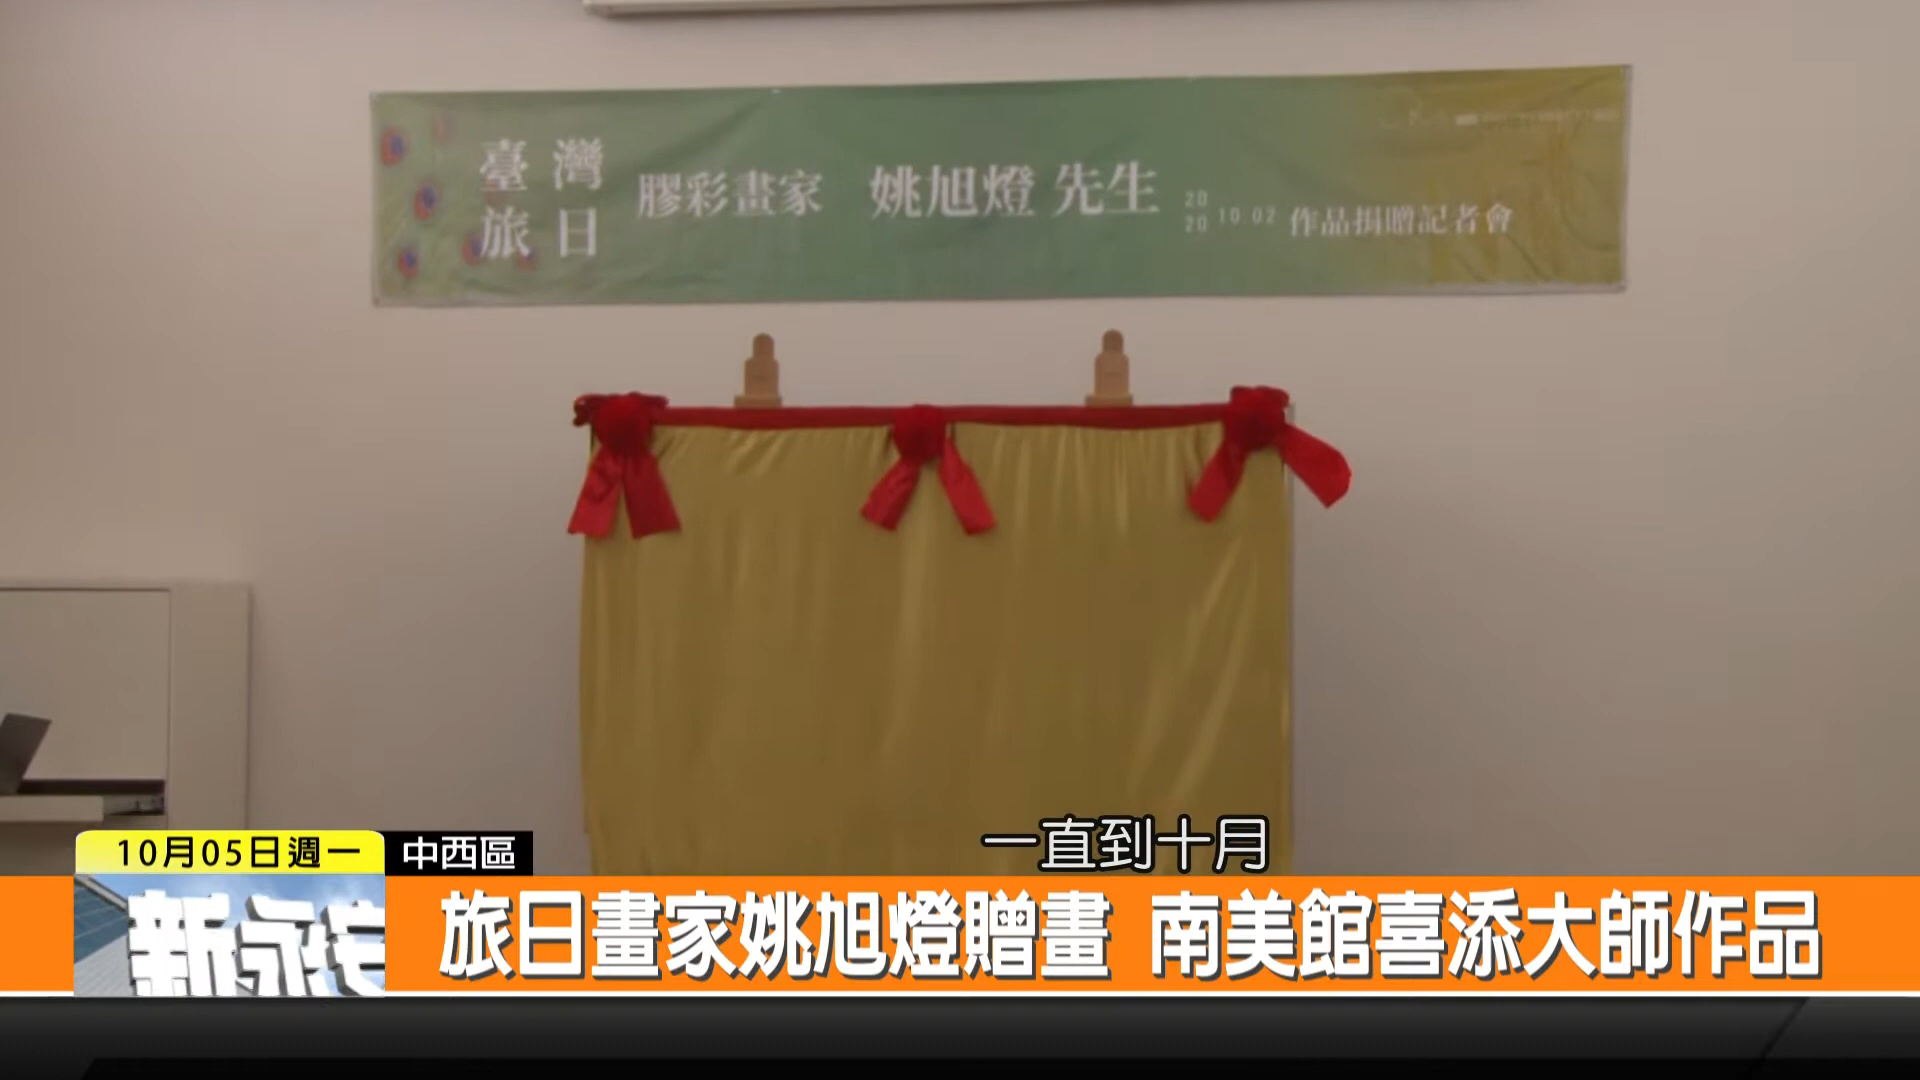 臺灣
旅日
膠彩畫家 姚旭燈 先生
2020 10 02 作品捐贈記者會
一直到十月
10月05日週一
中西區
新永安
旅日畫家姚旭燈贈畫 南美館喜添大師作品